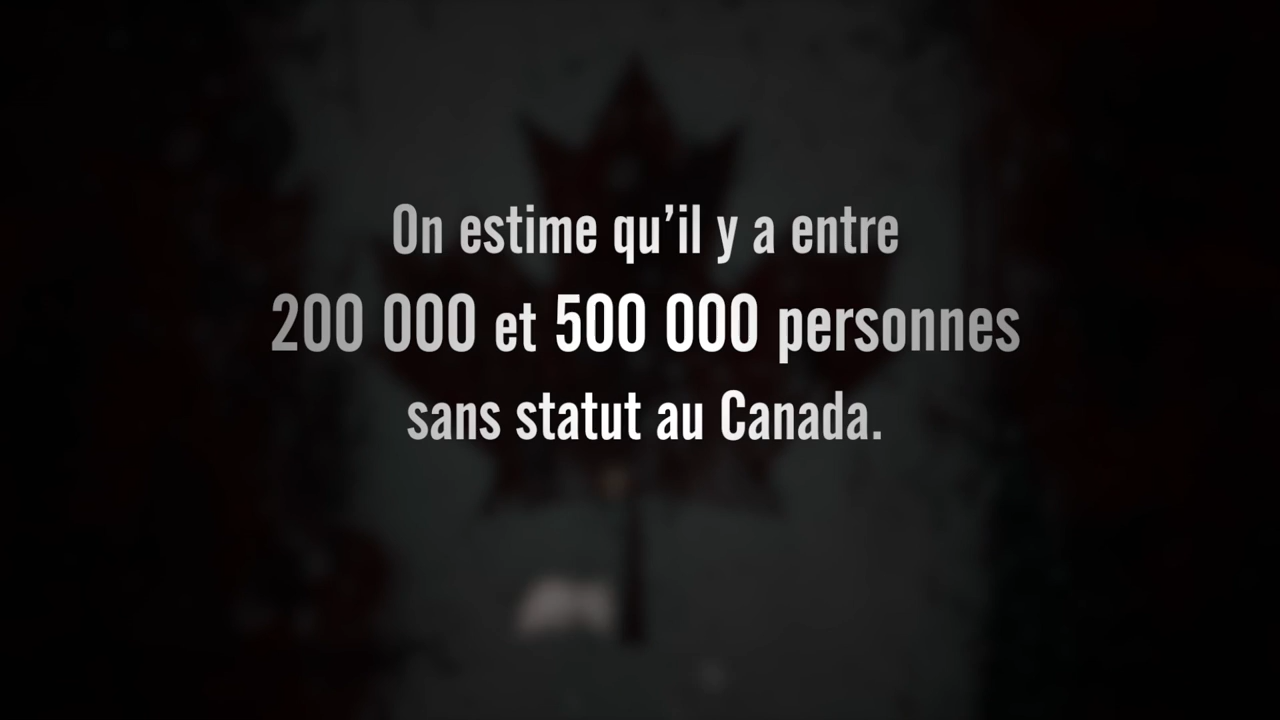 On estime qu’il y a entre
200 000 et 500 000 personnes
sans statut au Canada.